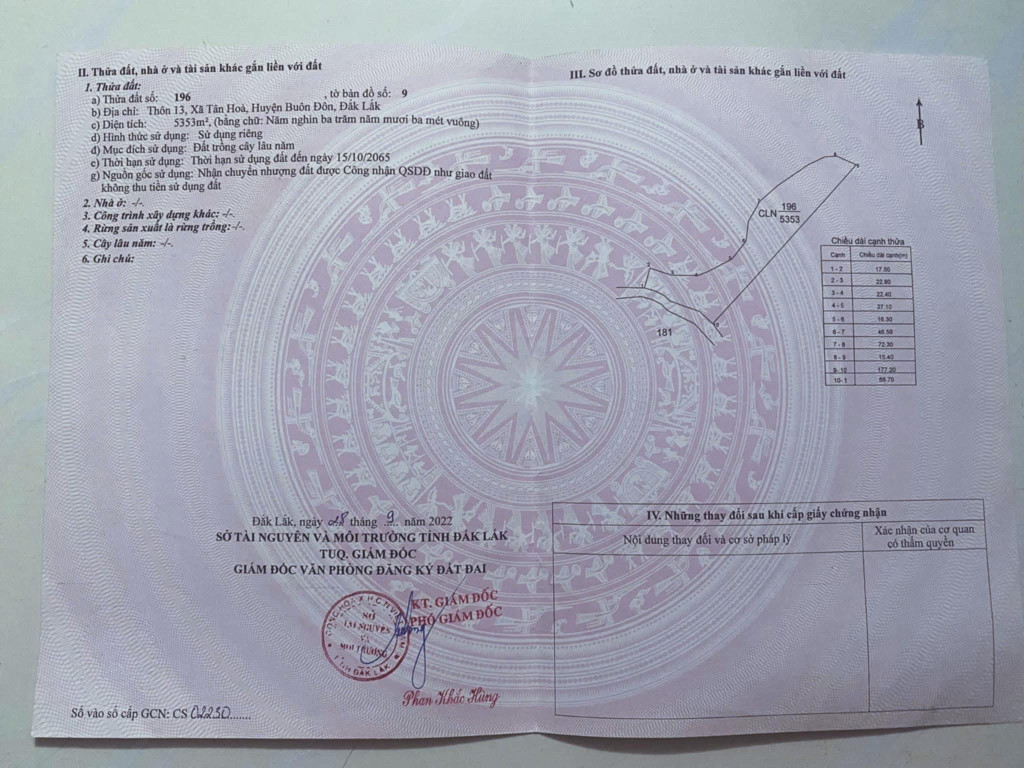 II. Thửa đất, nhà ở và tài sản khác gắn liền với đất
1. Thửa đất:
a) Thửa đất số: 196 , tờ bản đồ số: 9
b) Địa chỉ: Thôn 13, Xã Tân Hoà, Huyện Buôn Đôn, Đắk Lắk
c) Diện tích: 5353m², (bằng chữ: Năm nghìn ba trăm năm mươi ba mét vuông)
d) Hình thức sử dụng: Sử dụng riêng
đ) Mục đích sử dụng: Đất trồng cây lâu năm
e) Thời hạn sử dụng: Thời hạn sử dụng đất đến ngày 15/10/2065
g) Nguồn gốc sử dụng: Nhận chuyển nhượng đất được Công nhận QSDĐ như giao đất
không thu tiền sử dụng đất
2. Nhà ở: -/-.
3. Công trình xây dựng khác: -/-.
4. Rừng sản xuất là rừng trồng:-/-.
5. Cây lâu năm: -/-.
6. Ghi chú:
Đắk Lắk, ngày 28 tháng 9 năm 2022
SỞ TÀI NGUYÊN VÀ MÔI TRƯỜNG TỈNH ĐẮK LẮK
TUQ. GIÁM ĐỐC
GIÁM ĐỐC VĂN PHÒNG ĐĂNG KÝ ĐẤT ĐAI
KT. GIÁM ĐỐC
PHÓ GIÁM ĐỐC
SỞ
TÀI NGUYÊN
VÀ
MÔI TRƯỜNG
TỈNH ĐẮK LẮK
Phan Khắc Hùng
Số vào sổ cấp GCN: CS 02230.......
III. Sơ đồ thửa đất, nhà ở và tài sản khác gắn liền với đất
B
CLN 196
5353
181
Chiều dài cạnh thửa
Cạnh Chiều dài cạnh(m)
1 - 2
2 - 3 22.80
3 - 4 22.40
4 - 5 27.10
5 - 6
6 - 7
7 - 8 72.30
8 - 9 15.40
9- 10 177.20
10- 1
IV. Những thay đổi sau khi cấp giấy chứng nhận
Nội dung thay đổi và cơ sở pháp lý
Xác nhận của cơ quan
có thẩm quyền